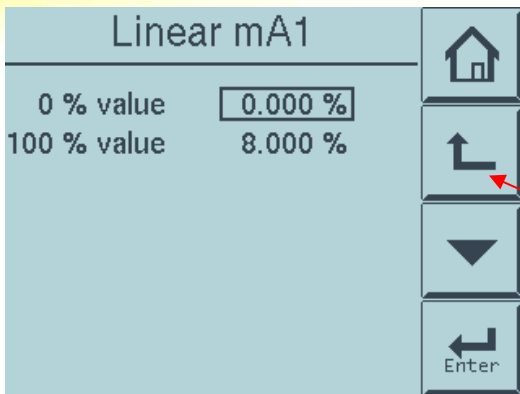 Linear mA1
0 % value 0.000 %
100 % value 8.000 %
Enter